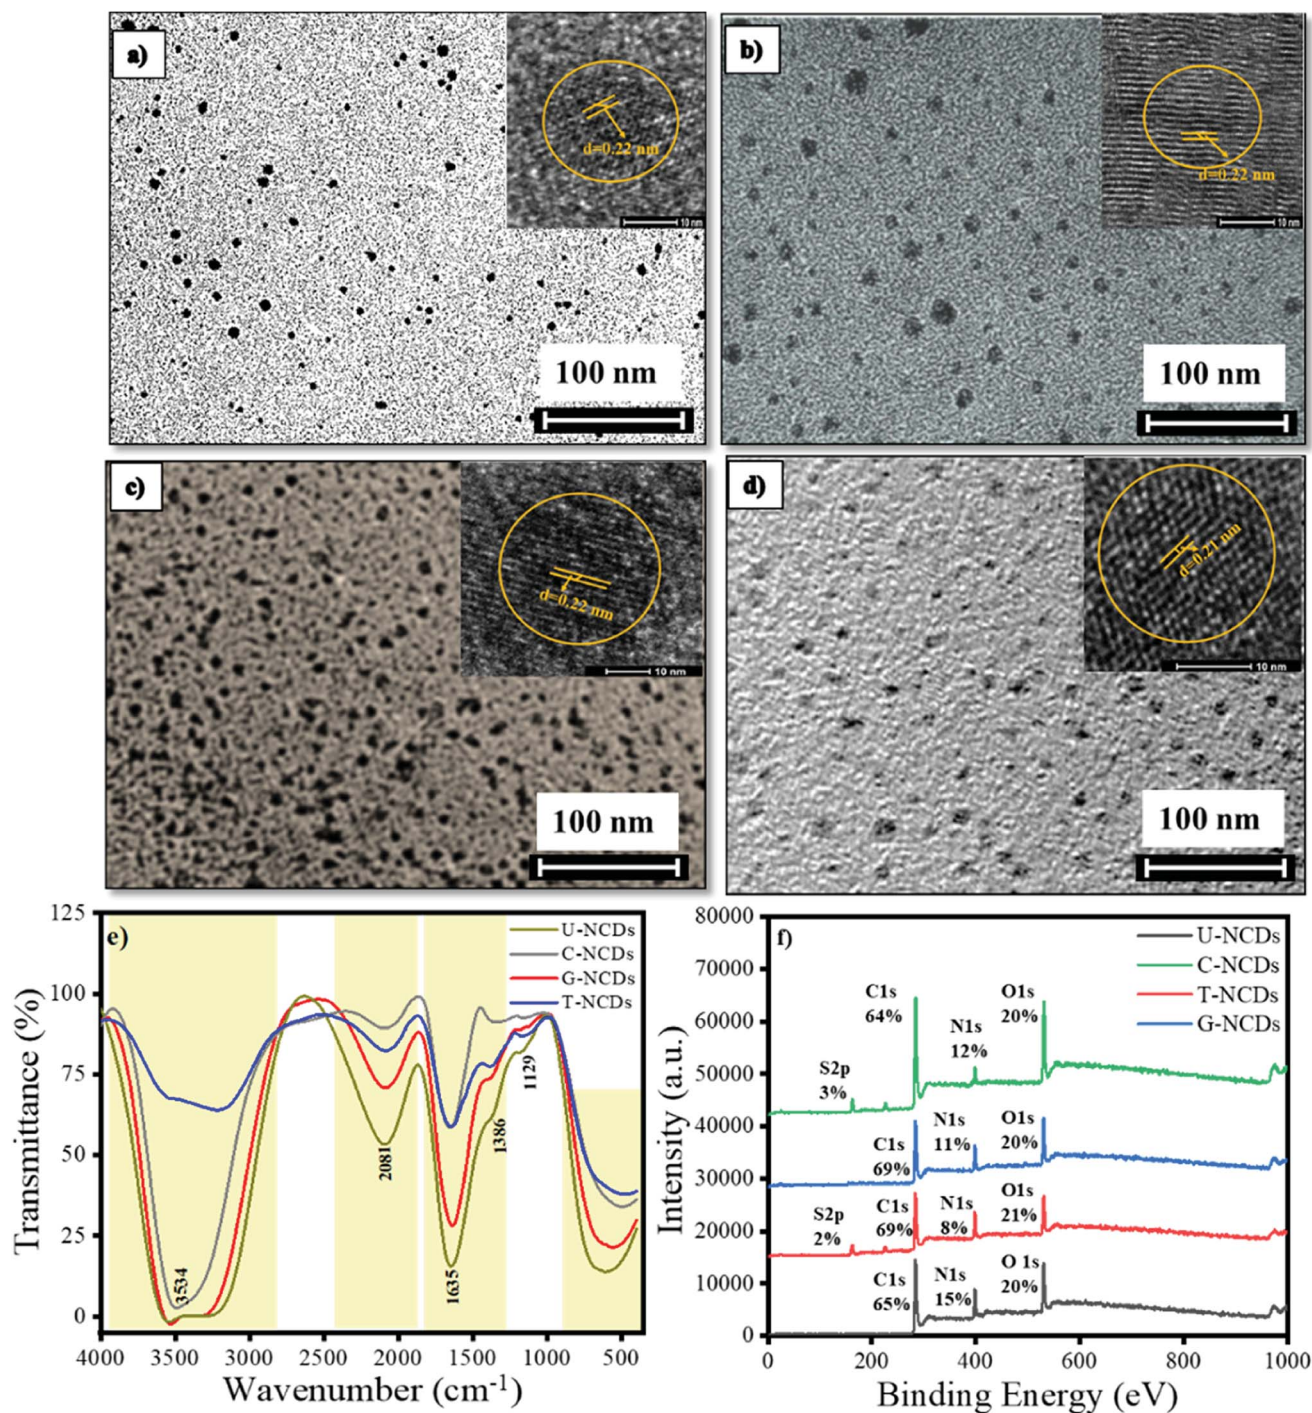 a)
d=0.22 nm
10 nm
100 nm
b)
d=0.22 nm
10 nm
100 nm
c)
d=0.22 nm
10 nm
100 nm
d)
d=0.21 nm
10 nm
100 nm
e)
U-NCDs
C-NCDs
G-NCDs
T-NCDs
125
100
75
50
25
0
Transmittance (%)
3534
2081
1635
1386
1129
4000 3500 3000 2500 2000 1500 1000 500
Wavenumber (cm⁻¹)
f)
U-NCDs
C-NCDs
T-NCDs
G-NCDs
80000
70000
60000
50000
40000
30000
20000
10000
0
Intensity (a.u.)
S2p
3%
C1s
64%
N1s
12%
O1s
20%
C1s
69%
N1s
11%
O1s
20%
S2p
2%
C1s
69%
N1s
8%
O1s
21%
C1s
65%
N1s
15%
O 1s
20%
0 200 400 600 800 1000
Binding Energy (eV)